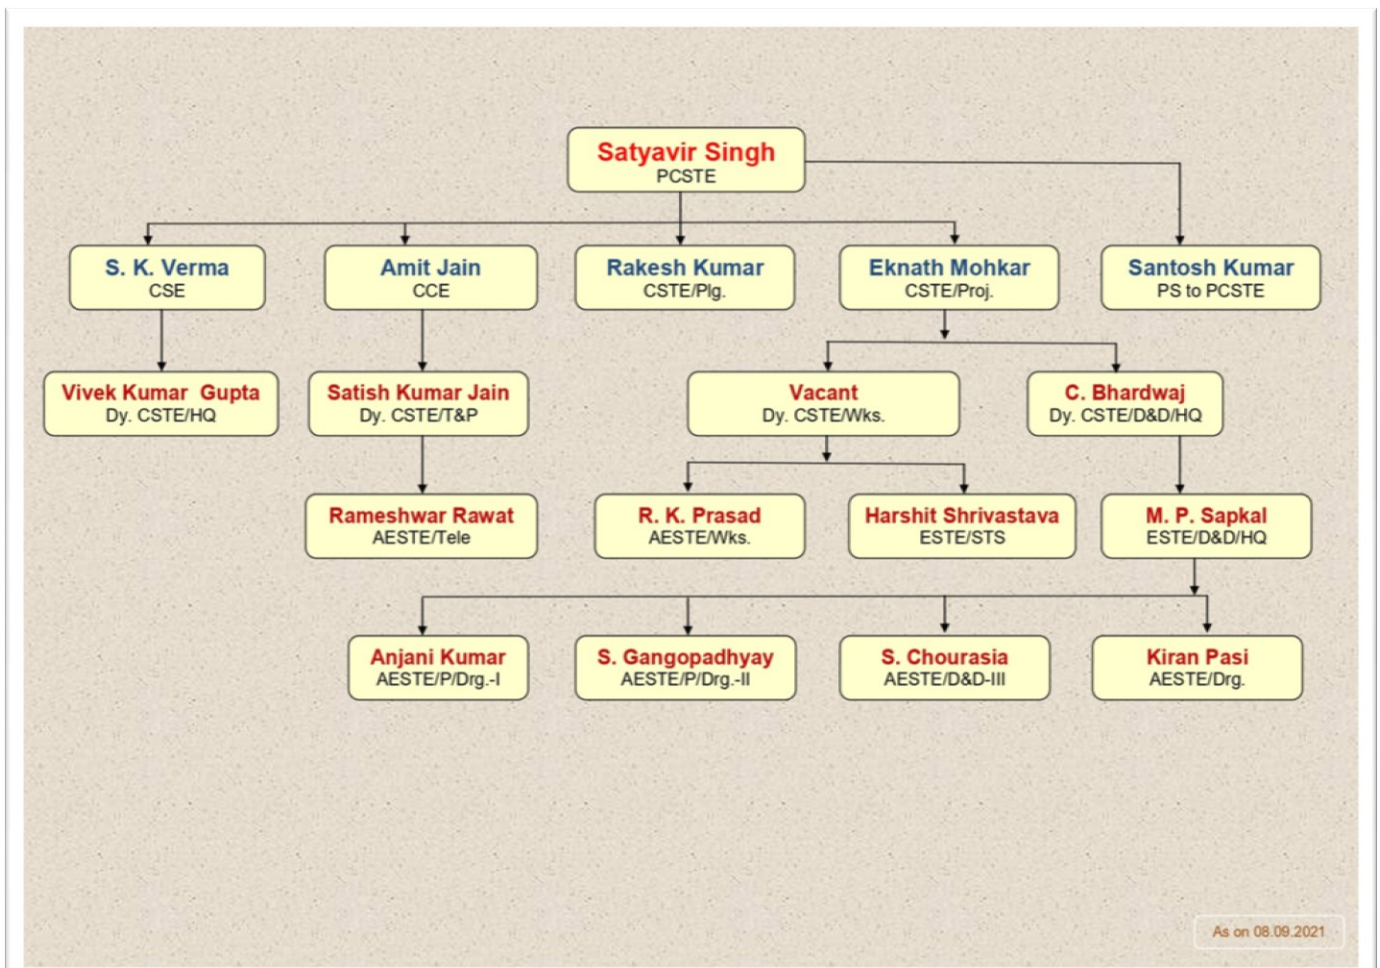 Satyavir Singh
PCSTE
S. K. Verma
CSE
Amit Jain
CCE
Rakesh Kumar
CSTE/Plg.
Eknath Mohkar
CSTE/Proj.
Santosh Kumar
PS to PCSTE
Vivek Kumar  Gupta
Dy. CSTE/HQ
Satish Kumar Jain
Dy. CSTE/T&P
Vacant
Dy. CSTE/Wks.
C. Bhardwaj
Dy. CSTE/D&D/HQ
Rameshwar Rawat
AESTE/Tele
R. K. Prasad
AESTE/Wks.
Harshit Shrivastava
ESTE/STS
M. P. Sapkal
ESTE/D&D/HQ
Anjani Kumar
AESTE/P/Drg.-I
S. Gangopadhyay
AESTE/P/Drg.-II
S. Chourasia
AESTE/D&D-III
Kiran Pasi
AESTE/Drg.
As on 08.09.2021